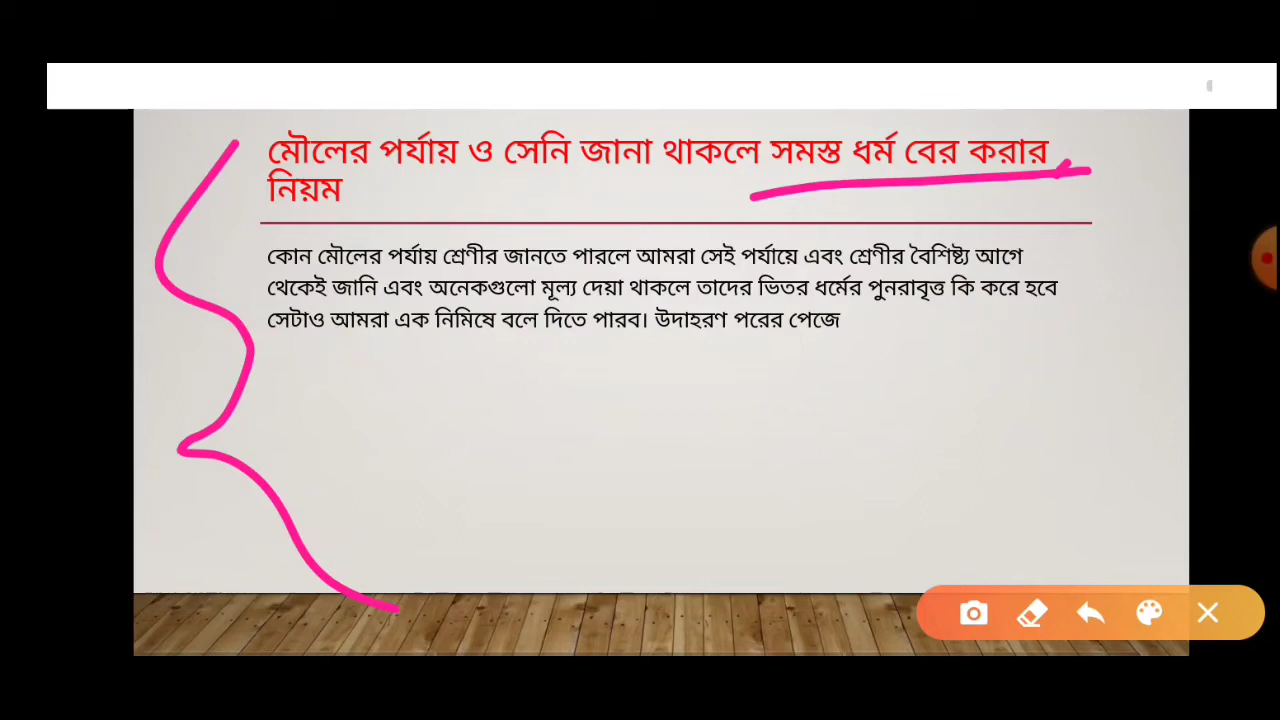 মৌলের পর্যায় ও সেনি জানা থাকলে সমস্ত ধর্ম বের করার
নিয়ম
কোন মৌলের পর্যায় শ্রেণীর জানতে পারলে আমরা সেই পর্যায়ে এবং শ্রেণীর বৈশিষ্ট্য আগে
থেকেই জানি এবং অনেকগুলো মূল্য দেয়া থাকলে তাদের ভিতর ধর্মের পুনরাবৃত্ত কি করে হবে
সেটাও আমরা এক নিমিষে বলে দিতে পারব। উদাহরণ পরের পেজে